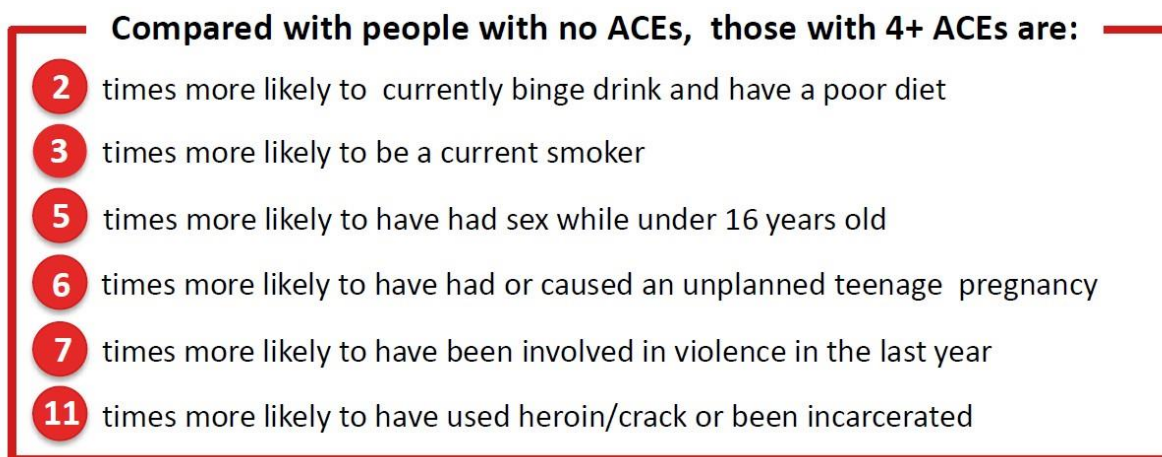 Compared with people with no ACEs, those with 4+ ACEs are:
2 times more likely to currently binge drink and have a poor diet
3 times more likely to be a current smoker
5 times more likely to have had sex while under 16 years old
6 times more likely to have had or caused an unplanned teenage pregnancy
7 times more likely to have been involved in violence in the last year
11 times more likely to have used heroin/crack or been incarcerated